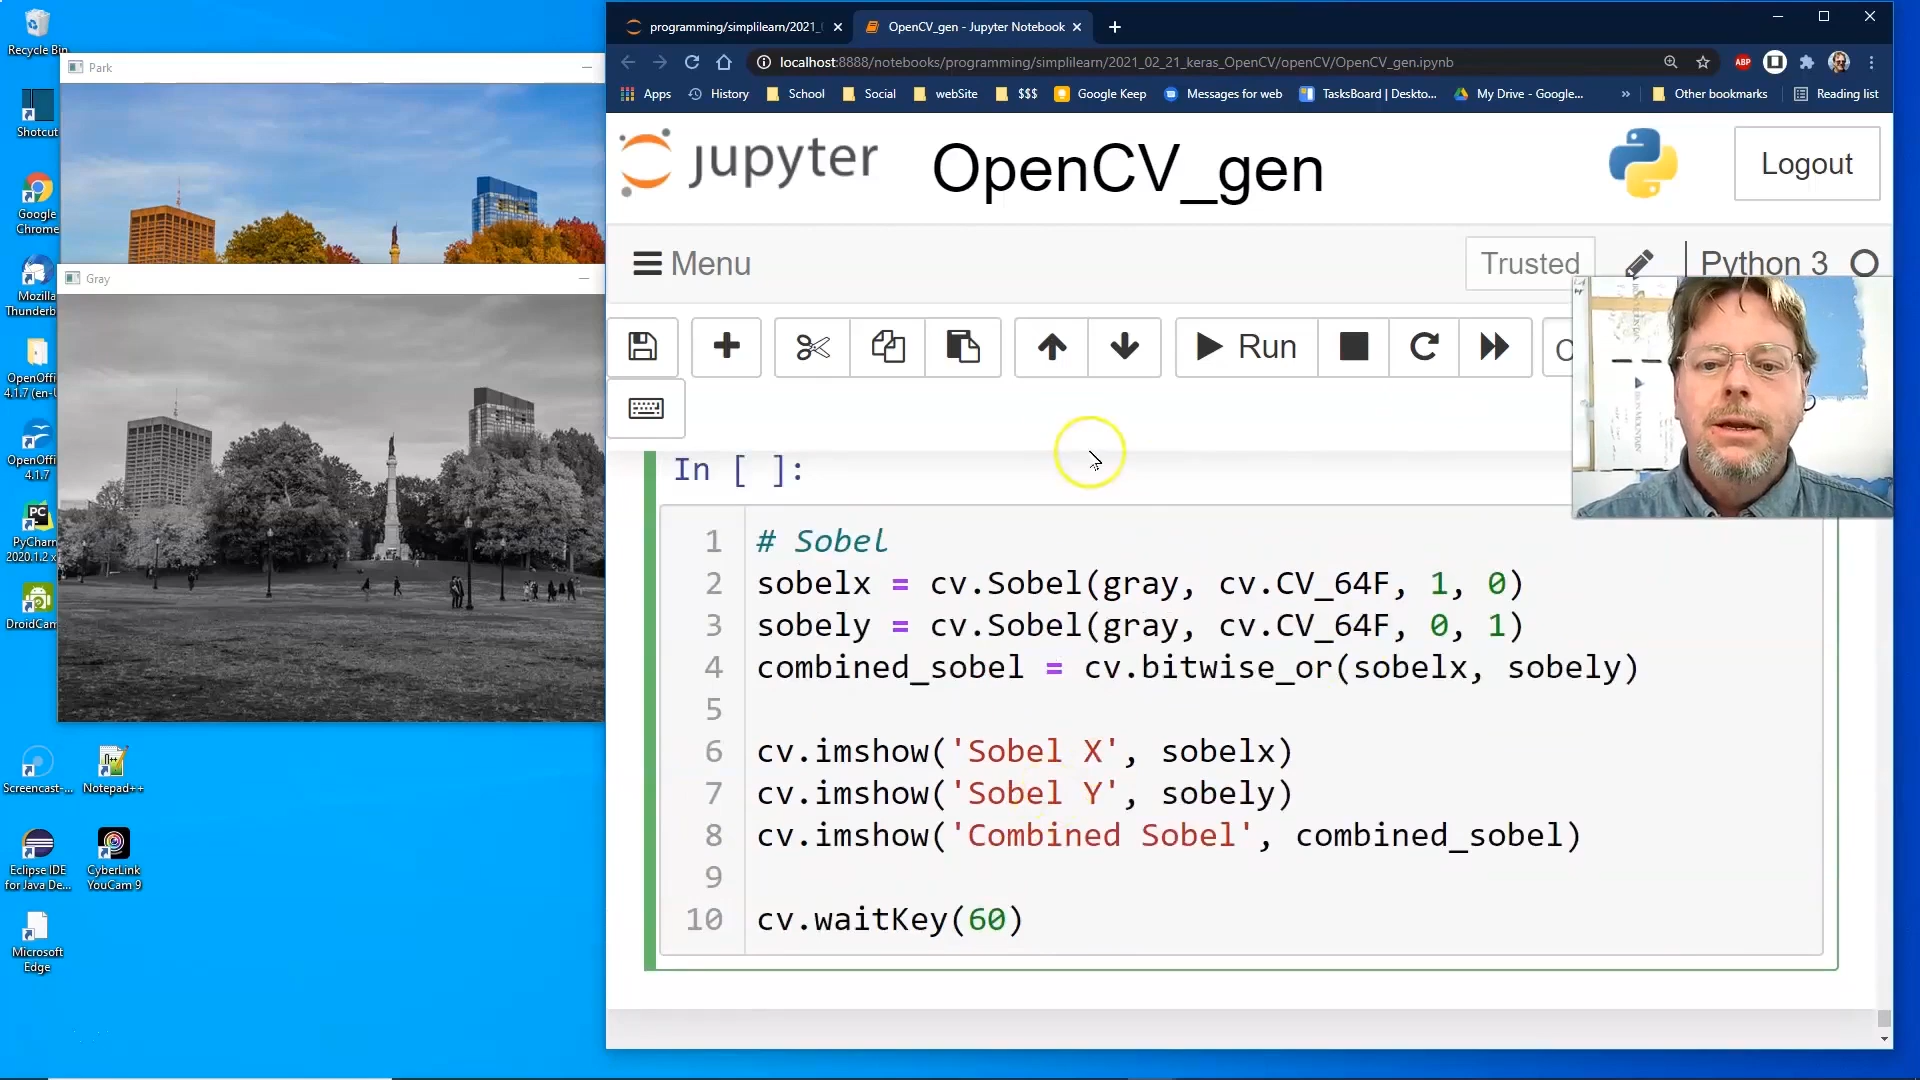 Recycle Bin
Shotcut
Google
Chrome
Mozilla
Thunderb
OpenOffi
4.1.7 (en-U
OpenOffi
4.1.7
PyCharm
2020.1.2 x
DroidCam
Screencast-...
Notepad++
Eclipse IDE
for Java De...
CyberLink
YouCam 9
Microsoft
Edge
Park
Gray
programming/simplilearn/2021_
OpenCV_gen - Jupyter Notebook
localhost:8888/notebooks/programming/simplilearn/2021_02_21_keras_OpenCV/openCV/OpenCV_gen.ipynb
ABP
Apps
History
School
Social
webSite
$$$
Google Keep
Messages for web
TasksBoard | Deskto...
My Drive - Google...
»
Other bookmarks
Reading list
jupyter
OpenCV_gen
Logout
Menu
Trusted
Python 3
Run
In [ ]:
1 # Sobel
2 sobelx = cv.Sobel(gray, cv.CV_64F, 1, 0)
3 sobely = cv.Sobel(gray, cv.CV_64F, 0, 1)
4 combined_sobel = cv.bitwise_or(sobelx, sobely)
5
6 cv.imshow('Sobel X', sobelx)
7 cv.imshow('Sobel Y', sobely)
8 cv.imshow('Combined Sobel', combined_sobel)
9
10 cv.waitKey(60)